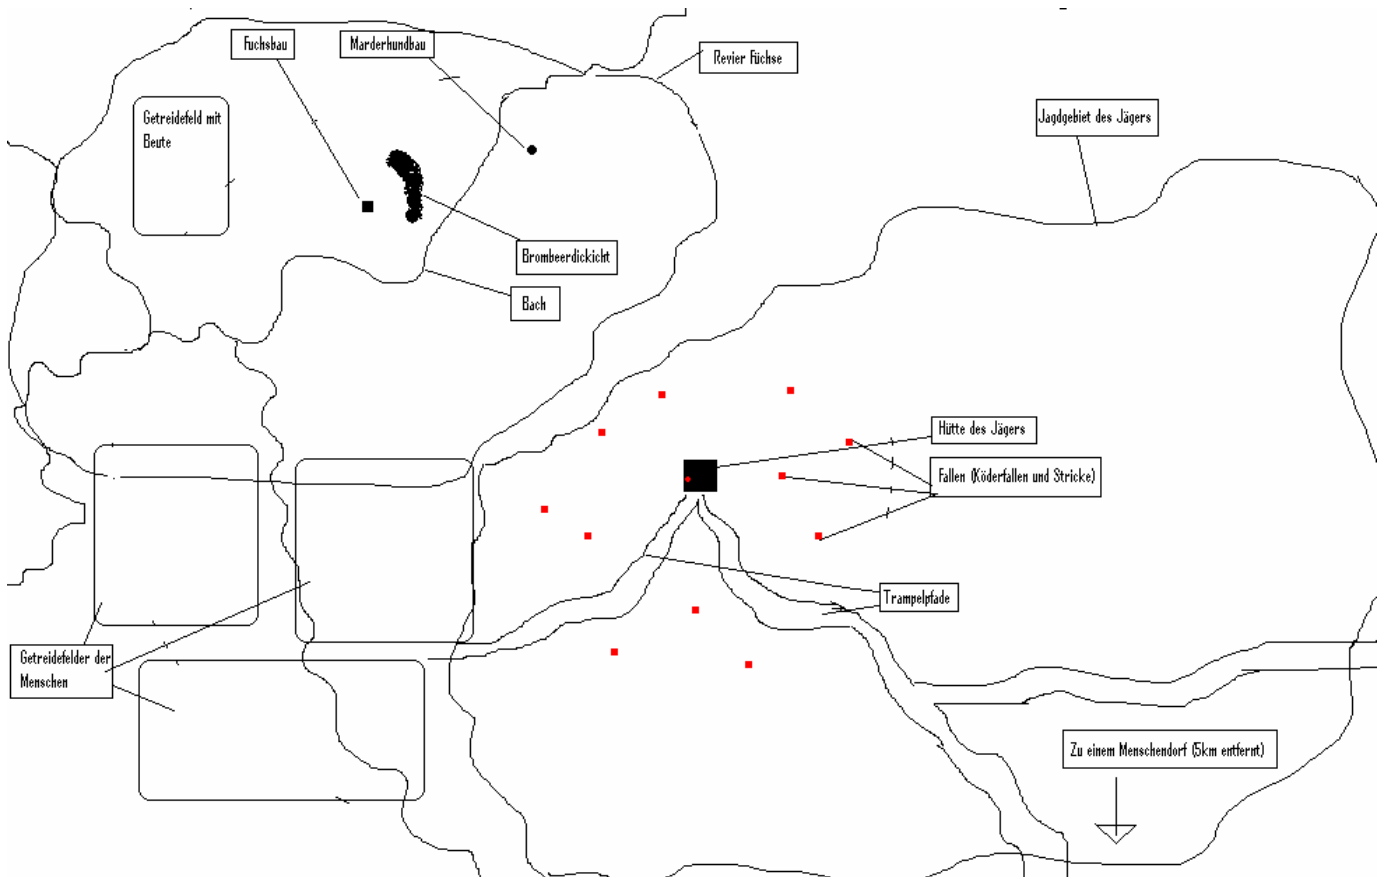 Fuchsbau
Marderhundbau
Revier Füchse
Getreidefeld mit
Beute
Jagdgebiet des Jägers
Brombeerdickicht
Bach
Hütte des Jägers
Fallen (Köderfallen und Stricke)
Trampelpfade
Getreidefelder der
Menschen
Zu einem Menschendorf (5km entfernt)